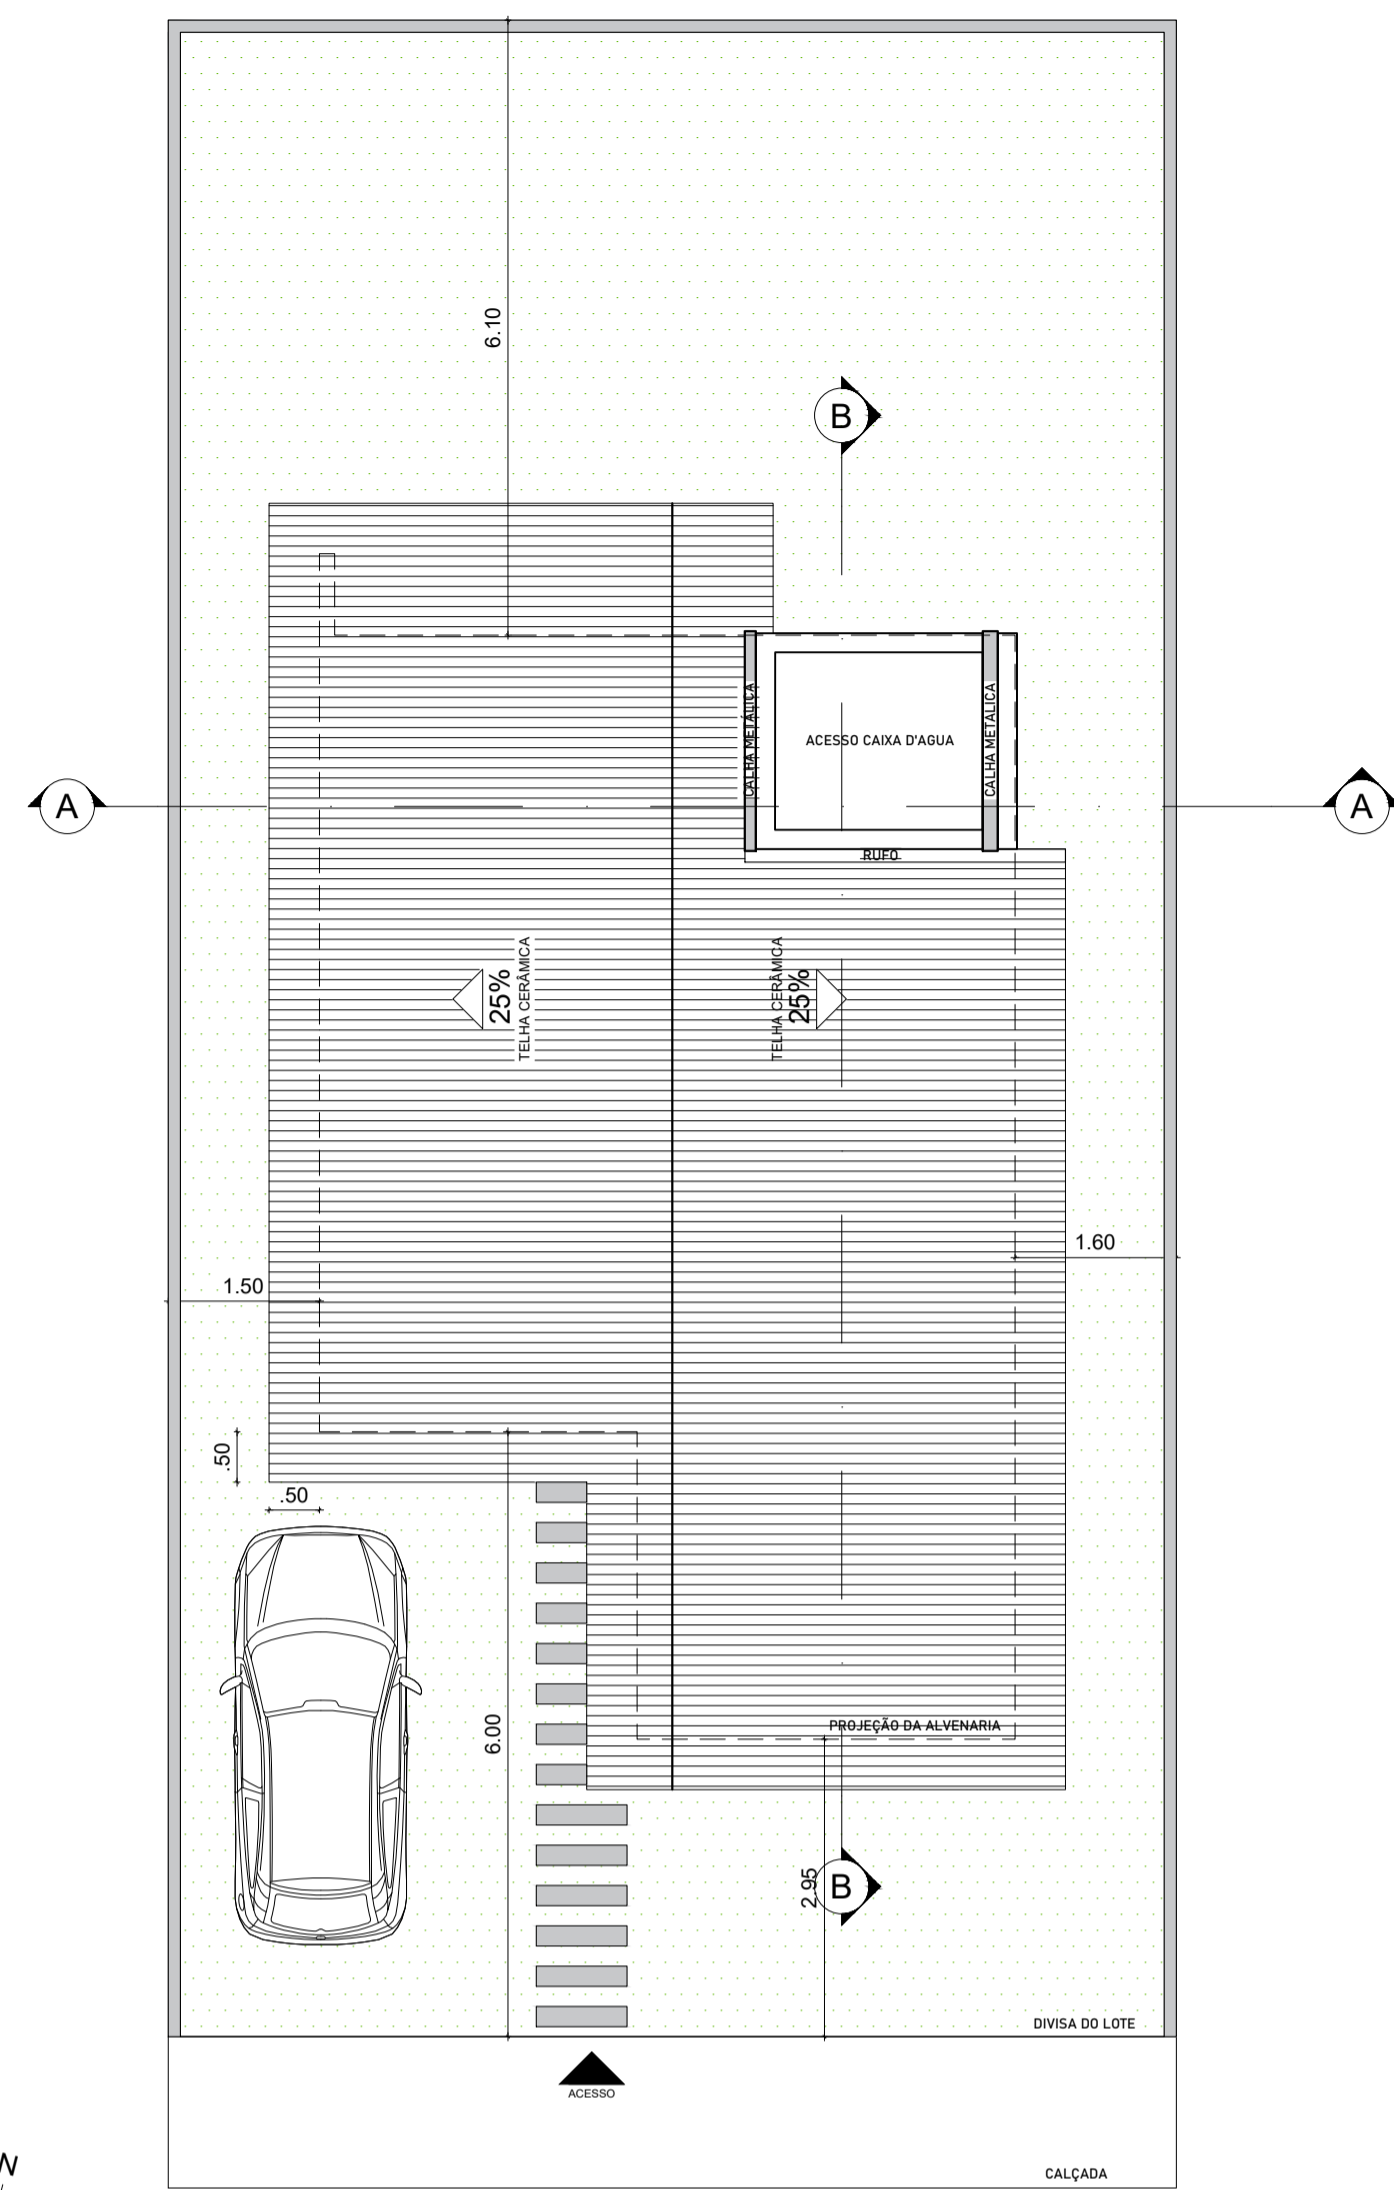 6.10
B
CALHA METÁLICA
CALHA METÁLICA
ACESSO CAIXA D'AGUA
A
A
RUFO
25%
TELHA CERÂMICA
TELHA CERÂMICA
25%
1.60
1.50
.50
.50
6.00
PROJEÇÃO DA ALVENARIA
2.95
B
DIVISA DO LOTE
ACESSO
CALÇADA